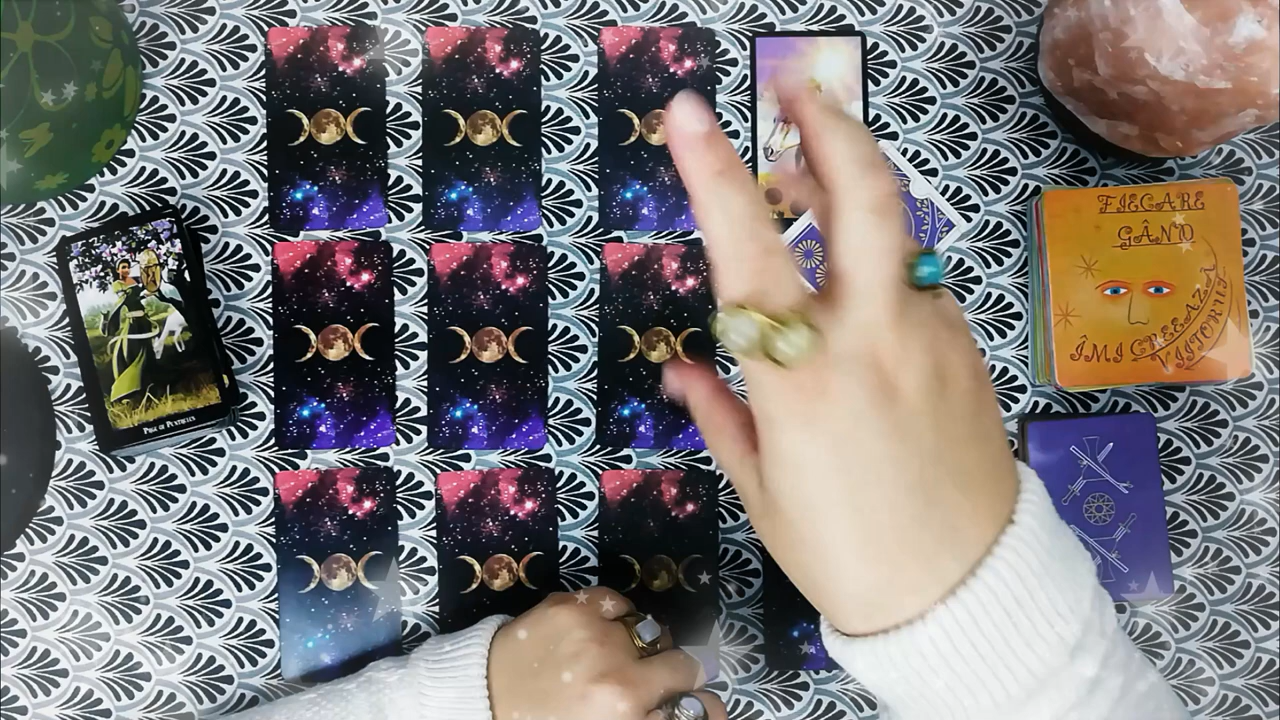 PAGE OF PENTACLES
FIECARE
GÂND
ÎMI CREEAZĂ
VIITORUL